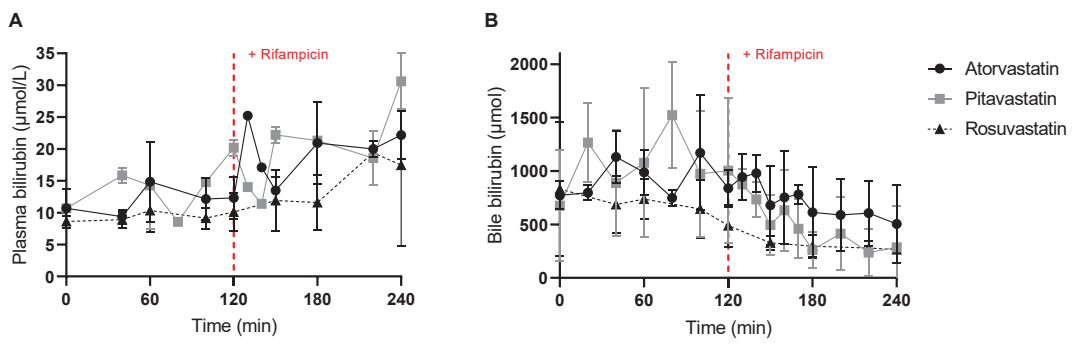 A
Plasma bilirubin (µmol/L)
35
30
25
20
15
10
5
0
0 60 120 180 240
Time (min)
+ Rifampicin
B
Bile bilirubin (µmol)
2000
1500
1000
500
0
0 60 120 180 240
Time (min)
+ Rifampicin
Atorvastatin
Pitavastatin
Rosuvastatin